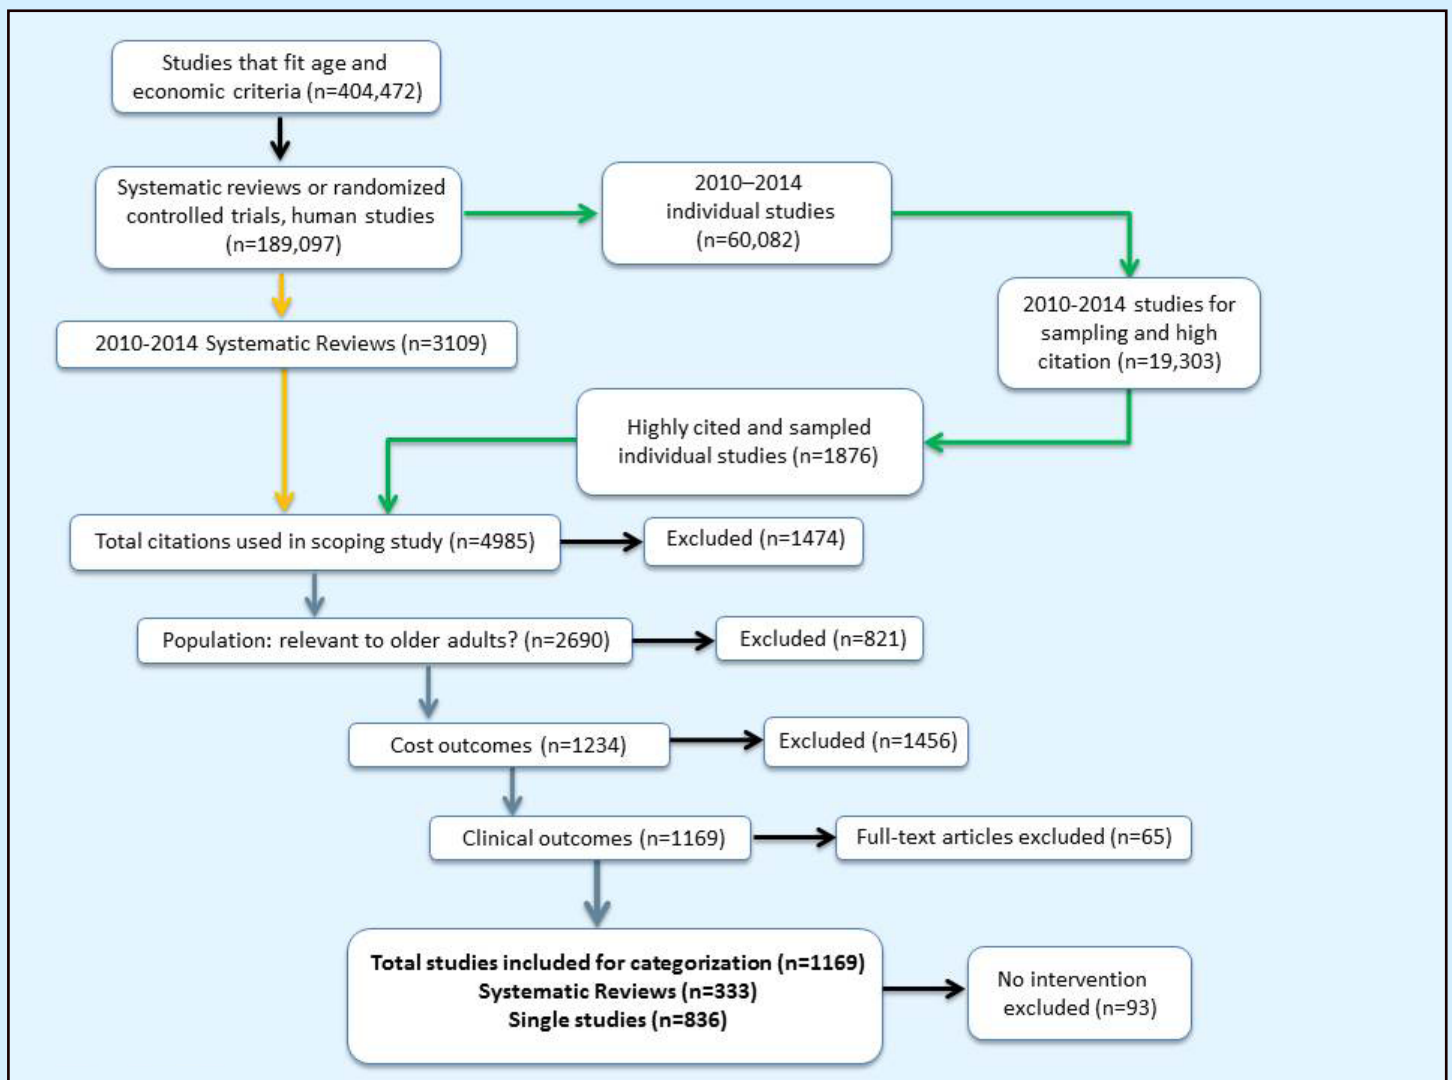 Studies that fit age and
economic criteria (n=404,472)
Systematic reviews or randomized
controlled trials, human studies
(n=189,097)
2010–2014
individual studies
(n=60,082)
2010-2014 studies for
sampling and high
citation (n=19,303)
2010-2014 Systematic Reviews (n=3109)
Highly cited and sampled
individual studies (n=1876)
Total citations used in scoping study (n=4985)
Excluded (n=1474)
Population: relevant to older adults? (n=2690)
Excluded (n=821)
Cost outcomes (n=1234)
Excluded (n=1456)
Clinical outcomes (n=1169)
Full-text articles excluded (n=65)
Total studies included for categorization (n=1169)
Systematic Reviews (n=333)
Single studies (n=836)
No intervention
excluded (n=93)